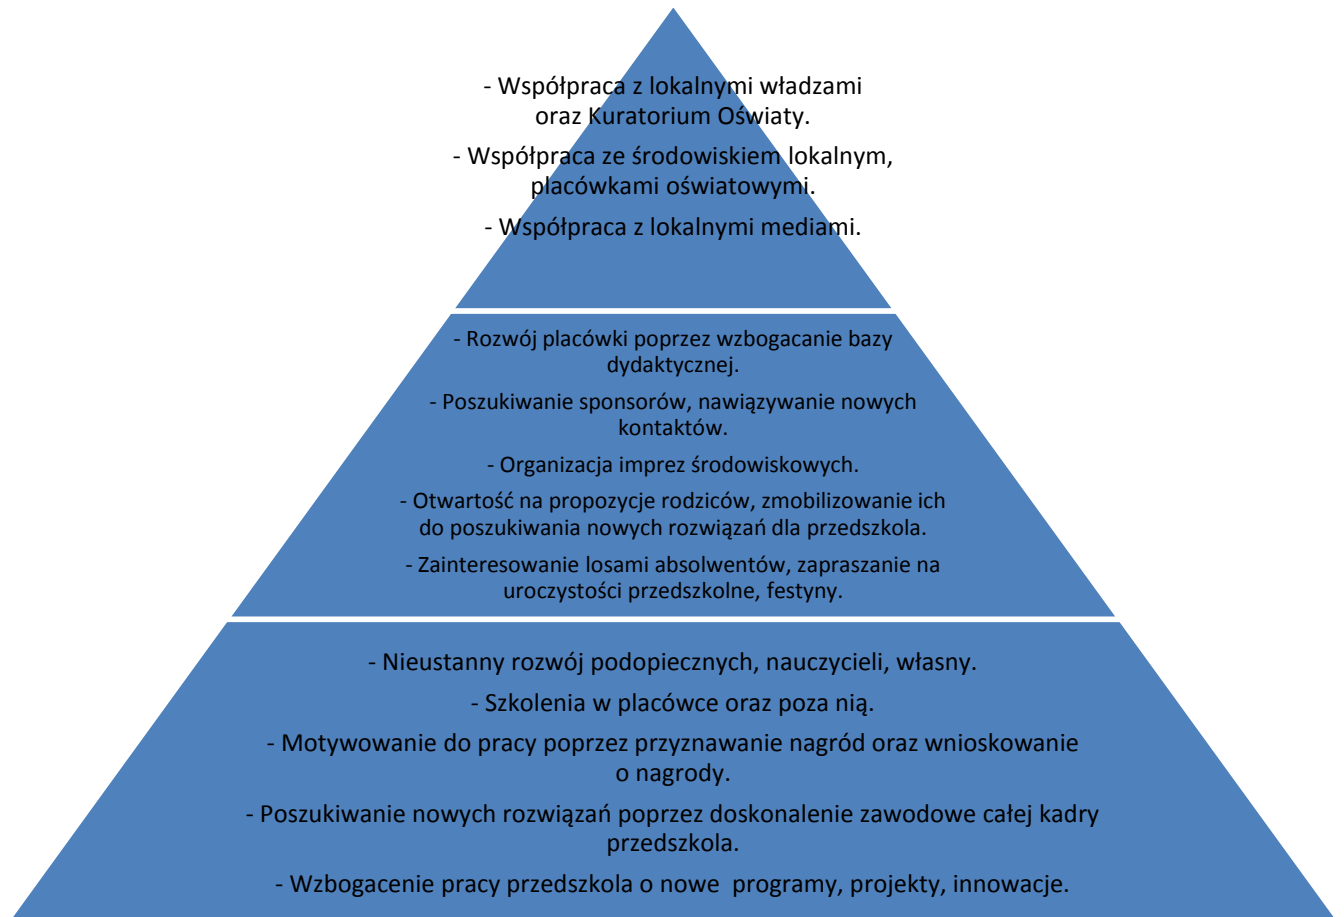 - Współpraca z lokalnymi władzami
oraz Kuratorium Oświaty.
- Współpraca ze środowiskiem lokalnym,
placówkami oświatowymi.
- Współpraca z lokalnymi mediami.
- Rozwój placówki poprzez wzbogacanie bazy
dydaktycznej.
- Poszukiwanie sponsorów, nawiązywanie nowych
kontaktów.
- Organizacja imprez środowiskowych.
- Otwartość na propozycje rodziców, zmobilizowanie ich
do poszukiwania nowych rozwiązań dla przedszkola.
- Zainteresowanie losami absolwentów, zapraszanie na
uroczystości przedszkolne, festyny.
- Nieustanny rozwój podopiecznych, nauczycieli, własny.
- Szkolenia w placówce oraz poza nią.
- Motywowanie do pracy poprzez przyznawanie nagród oraz wnioskowanie
o nagrody.
- Poszukiwanie nowych rozwiązań poprzez doskonalenie zawodowe całej kadry
przedszkola.
- Wzbogacenie pracy przedszkola o nowe  programy, projekty, innowacje.